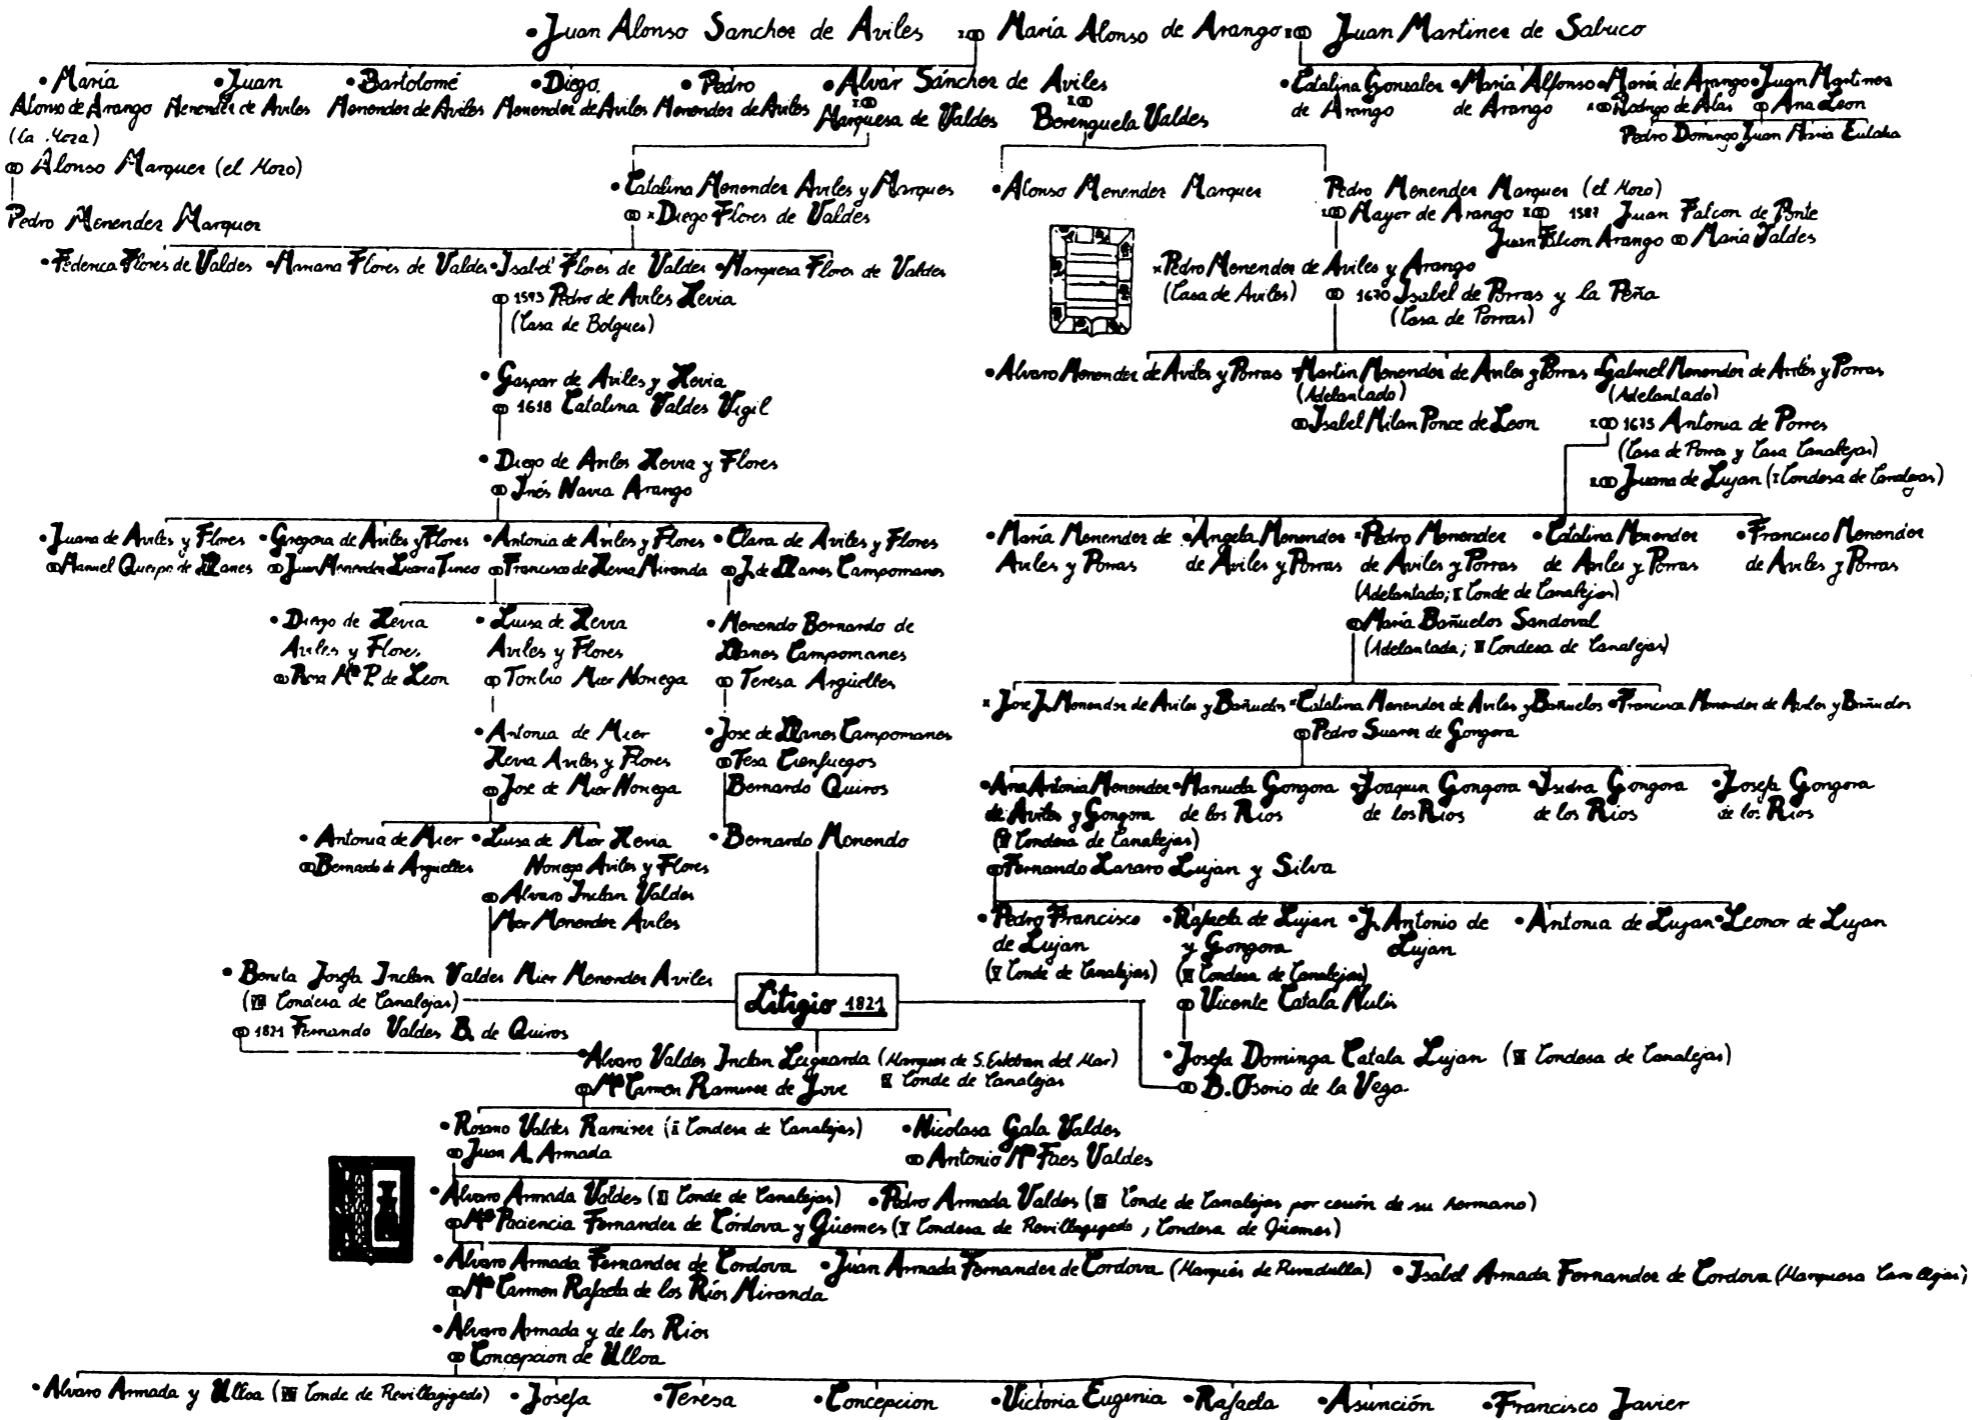 • Juan Alonso Sanchez de Aviles ⚭ María Alonso de Arango ⚭ Juan Martinez de Sabuco
• María • Juan • Bartolomé • Diego • Pedro • Alvar Sánchez de Aviles • Catalina Gonzalez • María Alfonso • María de Arango • Juan Martinez
Alonso de Arango Menendez de Aviles Menendez de Aviles Menendez de Aviles Menendez de Aviles ⚭ ⚭ de Arango de Arango ⚭ Rodrigo de Alas ⚭ Ana Leon
(La Moza) Marquesa de Valdes Berenguela Valdes Pedro Domingo Juan María Eulalia
⚭ Alonso Marquez (el Mozo) • Catalina Menendez Aviles y Marques • Alonso Menendez Marquez Pedro Menendez Marquez (el Mozo)
Pedro Menendez Marquez ⚭ Diego Flores de Valdes ⚭ Mayor de Arango ⚭ 1587 Juan Falcon de Ponte
Juan Falcon Arango ⚭ María Valdes
• Federica Flores de Valdes • Mariana Flores de Valdes • Isabel Flores de Valdes • Marquesa Flores de Valdes Pedro Menendez de Aviles y Arango
⚭ 1593 Pedro de Aviles Hevia (Casa de Aviles) ⚭ 1670 Isabel de Porras y la Peña
(Casa de Bolgues) (Casa de Porras)
• Gaspar de Aviles y Hevia • Alvaro Menendez de Aviles y Porras Martin Menendez de Aviles y Porras Gabriel Menendez de Aviles y Porras
⚭ 1618 Catalina Valdes Vigil (Adelantado) (Adelantado)
⚭ Isabel Milan Ponce de Leon ⚭ 1675 Antonia de Porres
• Diego de Aviles Hevia y Flores (Casa de Porras y Casa Canalejas)
⚭ Inés Navia Arango ⚭ Juana de Lujan (I Condesa de Canalejas)
• Juana de Aviles y Flores • Gregoria de Aviles y Flores • Antonia de Aviles y Flores • Clara de Aviles y Flores • María Menendez de • Angela Menendez Pedro Menendez • Catalina Menendez • Francisco Menendez
⚭ Manuel Queipo de Llanes ⚭ Juan Menendez Tineo ⚭ Francisco de Hevia Miranda ⚭ J. de Llanes Campomanes Aviles y Porras de Aviles y Porras de Aviles y Porras de Aviles y Porras de Aviles y Porras
(Adelantado; II Conde de Canalejas)
• Diego de Hevia • Luisa de Hevia • Menendo Bernardo de ⚭ María Bañuelos Sandoval
Aviles y Flores Aviles y Flores Llanes Campomanes (Adelantada; Condesa de Canalejas)
⚭ Rosa Mª P. de Leon ⚭ Toribio Mier Noriega ⚭ Teresa Argüelles
Jose J. Menendez de Aviles y Bañuelos Catalina Menendez de Aviles y Bañuelos • Francisca Menendez de Aviles y Bañuelos
• Antonia de Mier • Jose de Llanes Campomanes ⚭ Pedro Suarez de Gongora
Hevia Aviles y Flores ⚭ Tesa Cienfuegos
⚭ Jose de Mier Noriega Bernardo Quiros • Ana Antonia Menendez • Manuela Gongora • Joaquin Gongora • Isidra Gongora • Josefa Gongora
de Aviles y Gongora de los Rios de los Rios de los Rios de los Rios
• Antonia de Mier • Luisa de Mier Hevia • Bernardo Menendo (Condesa de Canalejas)
⚭ Bernardo de Argüelles Noriega Aviles y Flores ⚭ Fernando Lazaro Lujan y Silva
⚭ Alvaro Inclan Valdes
Mier Menendez Aviles • Pedro Francisco • Rafaela de Lujan • J. Antonio de • Antonia de Lujan • Leonor de Lujan
de Lujan y Gongora Lujan
• Benita Josefa Inclan Valdes Mier Menendez Aviles (V Conde de Canalejas) (Condesa de Canalejas)
(Condesa de Canalejas) Litigio 1821 ⚭ Vicente Catala
⚭ 1821 Fernando Valdes B. de Quiros
• Alvaro Valdes Inclan Leiguarda (Marques de S. Esteban del Mar) • Josefa Dominga Catala Lujan (Condesa de Canalejas)
⚭ Mª Carmen Ramirez de Jove Conde de Canalejas ⚭ B. Osorio de la Vega
• Rosario Valdes Ramirez (Condesa de Canalejas) • Nicolasa Gala Valdes
⚭ Juan A. Armada ⚭ Antonio Mª Faes Valdes
• Alvaro Armada Valdes (Conde de Canalejas) • Pedro Armada Valdes (Conde de Canalejas por cesión de su hermano)
⚭ Mª Paciencia Fernandez de Córdova y Güemes (V Condesa de Revillagigedo, Condesa de Güemes)
• Alvaro Armada Fernandez de Cordova • Juan Armada Fernandez de Cordova (Marqués de Rivadulla) • Isabel Armada Fernandez de Cordova (Marquesa Canillejas)
⚭ Mª Carmen Rafaela de los Ríos Miranda
• Alvaro Armada y de los Rios
⚭ Concepcion de Ulloa
• Alvaro Armada y Ulloa (Conde de Revillagigedo) • Josefa • Teresa • Concepcion • Victoria Eugenia • Rafaela • Asunción • Francisco Javier